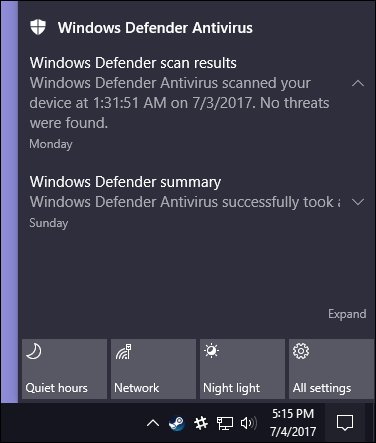 Windows Defender Antivirus
Windows Defender scan results
Windows Defender Antivirus scanned your
device at 1:31:51 AM on 7/3/2017. No threats
were found.
Monday
Windows Defender summary
Windows Defender Antivirus successfully took a
Sunday
Expand
Quiet hours
Network
Night light
All settings
5:15 PM
7/4/2017